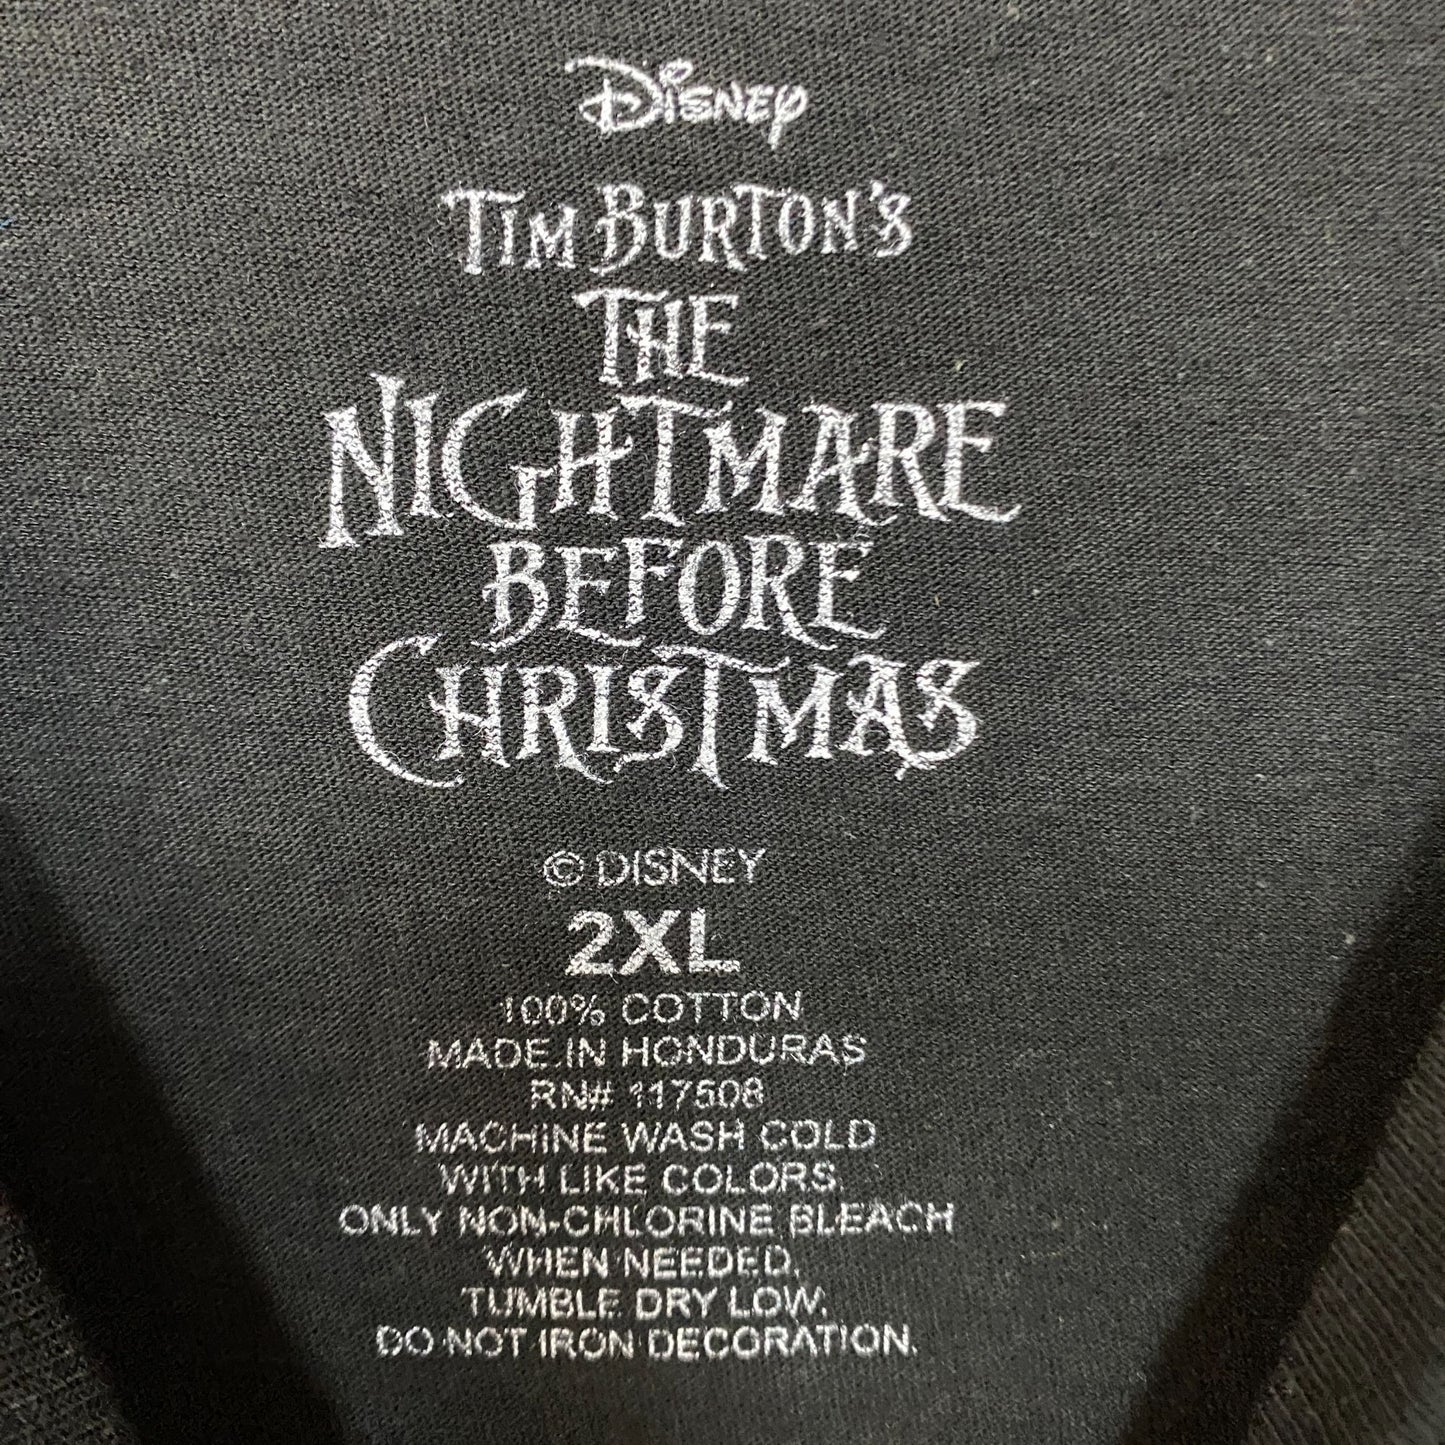 Disney
TIM BURTON'S
THE
NIGHTMARE
BEFORE
CHRISTMAS
© DISNEY
2XL
100% COTTON
MADE IN HONDURAS
RN# 117508
MACHINE WASH COLD
WITH LIKE COLORS.
ONLY NON-CHLORINE BLEACH
WHEN NEEDED.
TUMBLE DRY LOW.
DO NOT IRON DECORATION.